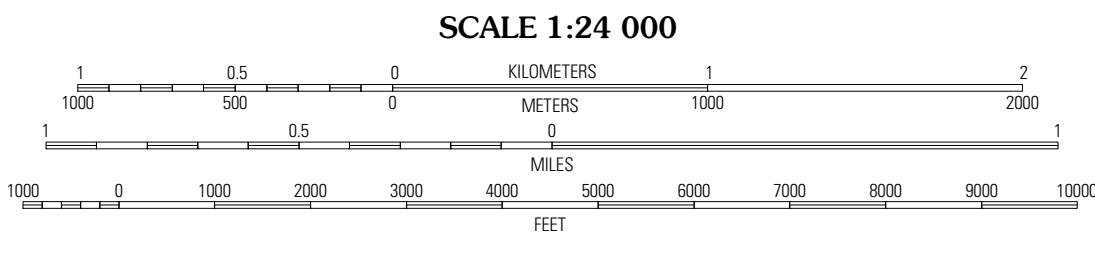 SCALE 1:24 000
1 0.5 0 KILOMETERS 1 2
1000 500 0 METERS 1000 2000
1 0.5 0 1
MILES
1000 0 1000 2000 3000 4000 5000 6000 7000 8000 9000 10000
FEET